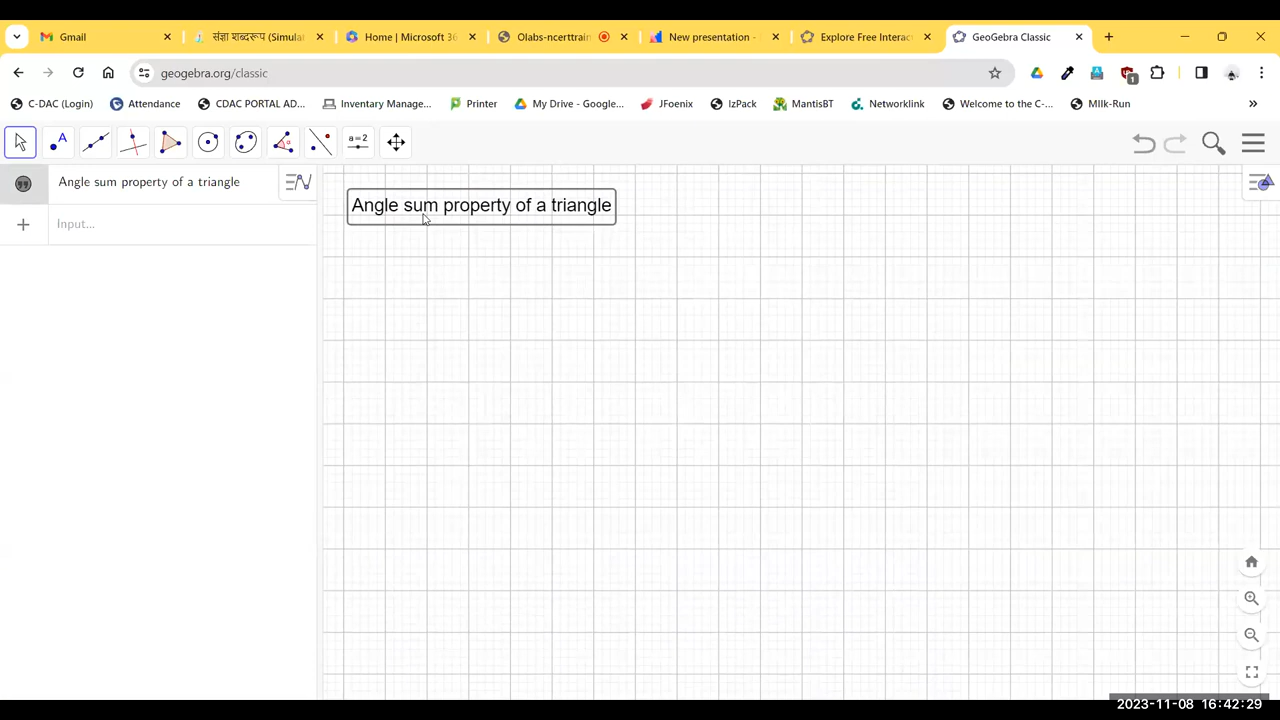 Gmail
संज्ञा शब्दरूप (Simula
Home | Microsoft 36
Olabs-ncerttrain
New presentation -
Explore Free Interac
GeoGebra Classic
geogebra.org/classic
1
C-DAC (Login)
Attendance
CDAC PORTAL AD...
Inventary Manage...
Printer
My Drive - Google...
JFoenix
IzPack
MantisBT
Networklink
Welcome to the C-...
MIlk-Run
A
a=2
Angle sum property of a triangle
Input...
Angle sum property of a triangle
2023-11-08 16:42:29